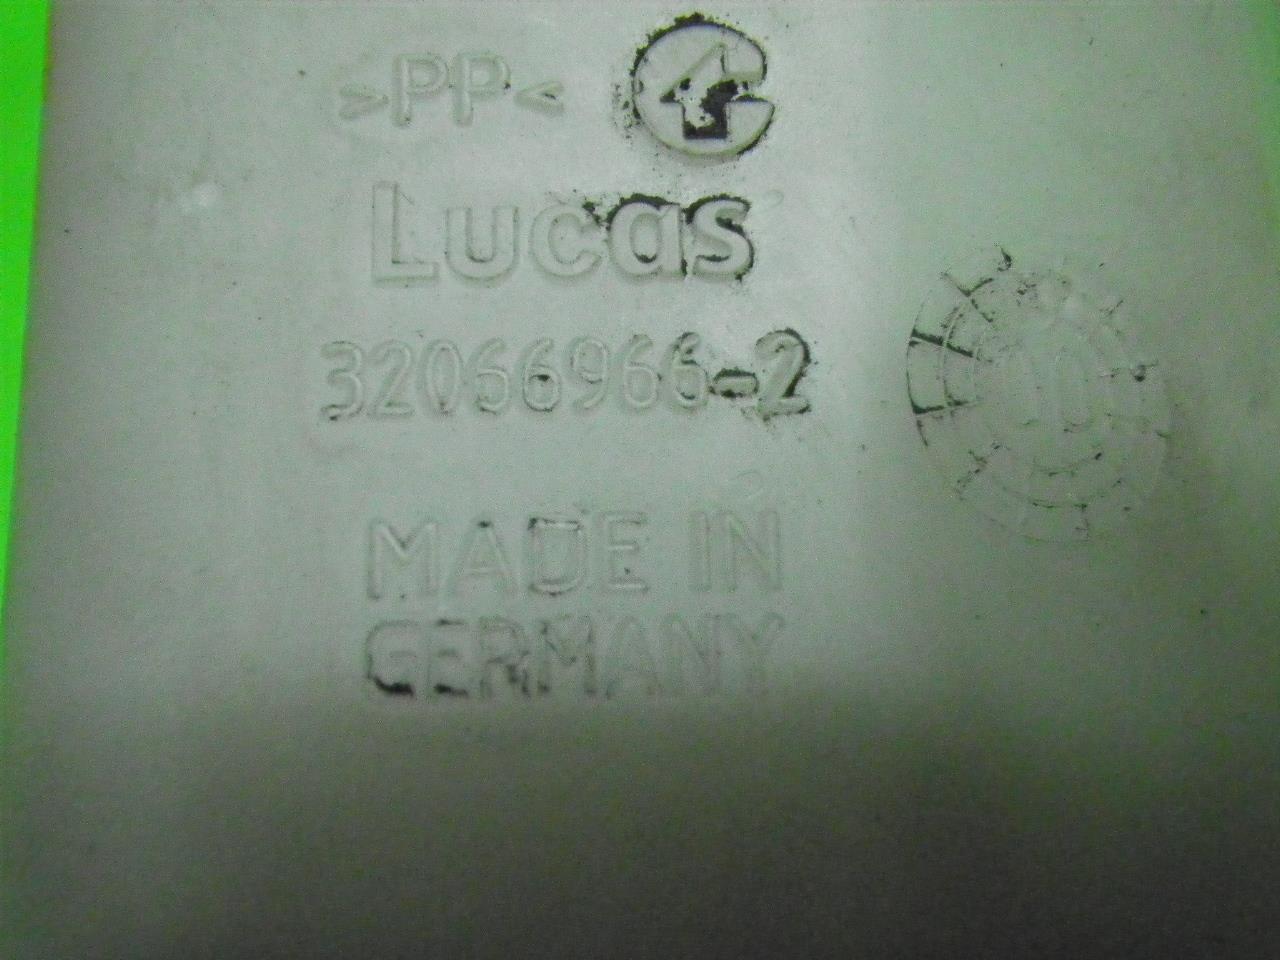 >PP<
Lucas
32066966-2
MADE IN
GERMANY